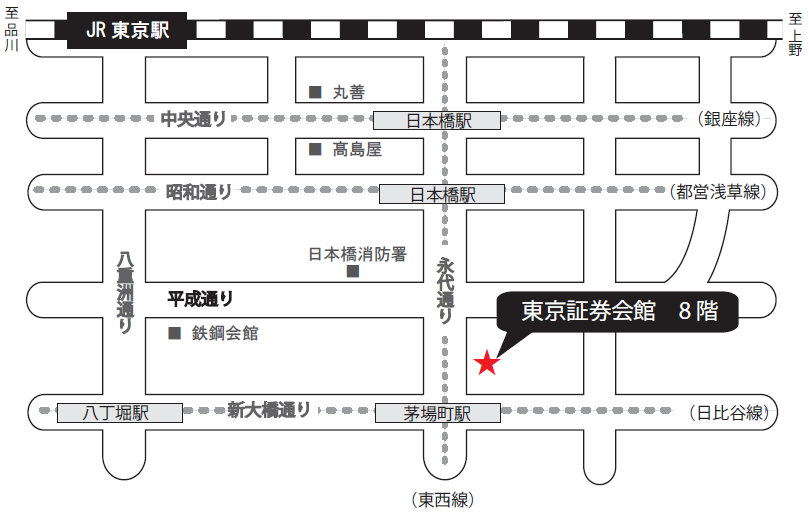 至品川
JR 東京駅
至上野
丸善
中央通り
日本橋駅
（銀座線）
髙島屋
昭和通り
日本橋駅
（都営浅草線）
八重洲通り
日本橋消防署
永代通り
平成通り
東京証券会館　8階
鉄鋼会館
八丁堀駅
新大橋通り
茅場町駅
（日比谷線）
（東西線）